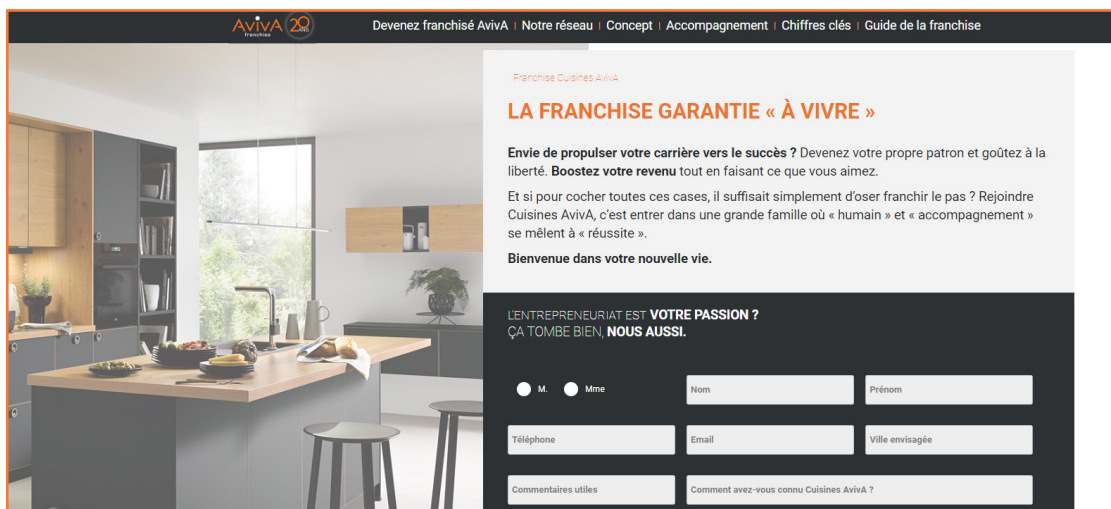 AvivA 20 ANS
franchise
Devenez franchisé AvivA | Notre réseau | Concept | Accompagnement | Chiffres clés | Guide de la franchise
Franchise Cuisines AvivA
LA FRANCHISE GARANTIE « À VIVRE »
Envie de propulser votre carrière vers le succès ? Devenez votre propre patron et goûtez à la
liberté. Boostez votre revenu tout en faisant ce que vous aimez.
Et si pour cocher toutes ces cases, il suffisait simplement d'oser franchir le pas ? Rejoindre
Cuisines AvivA, c'est entrer dans une grande famille où « humain » et « accompagnement »
se mêlent à « réussite ».
Bienvenue dans votre nouvelle vie.
L'ENTREPRENEURIAT EST VOTRE PASSION ?
ÇA TOMBE BIEN, NOUS AUSSI.
M. Mme Nom Prénom
Téléphone Email Ville envisagée
Commentaires utiles Comment avez-vous connu Cuisines AvivA ?